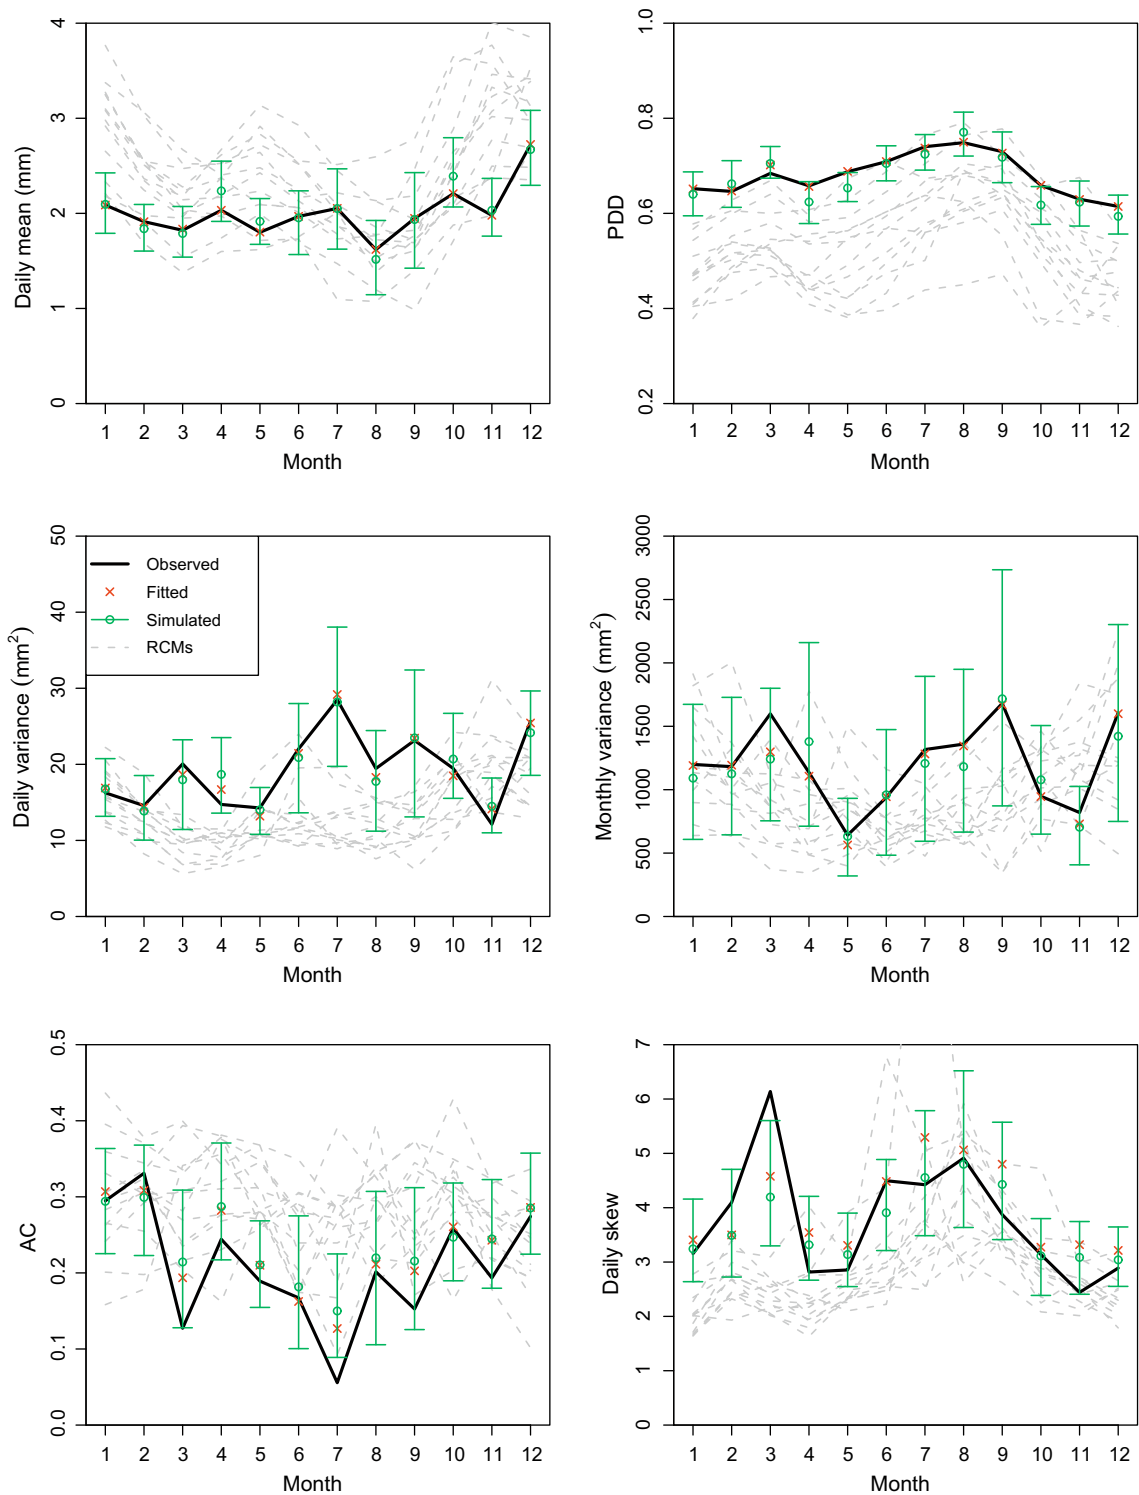 4
3
2
1
0
Daily mean (mm)
1 2 3 4 5 6 7 8 9 10 11 12
Month
1.0
0.8
0.6
0.4
0.2
PDD
1 2 3 4 5 6 7 8 9 10 11 12
Month
50
40
30
20
10
0
Daily variance (mm²)
Observed
Fitted
Simulated
RCMs
1 2 3 4 5 6 7 8 9 10 11 12
Month
3000
2500
2000
1500
1000
500
0
Monthly variance (mm²)
1 2 3 4 5 6 7 8 9 10 11 12
Month
0.5
0.4
0.3
0.2
0.1
0.0
AC
1 2 3 4 5 6 7 8 9 10 11 12
Month
7
6
5
4
3
2
1
0
Daily skew
1 2 3 4 5 6 7 8 9 10 11 12
Month